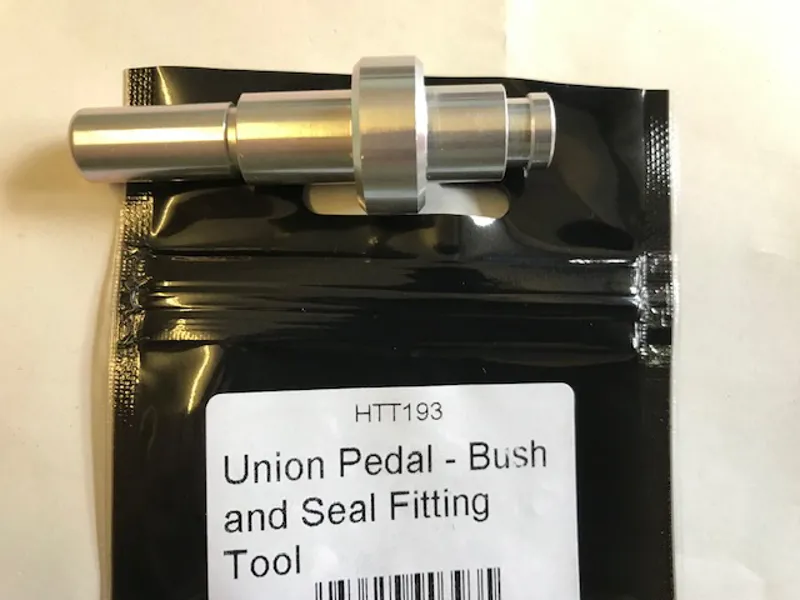 HTT193
Union Pedal - Bush
and Seal Fitting
Tool